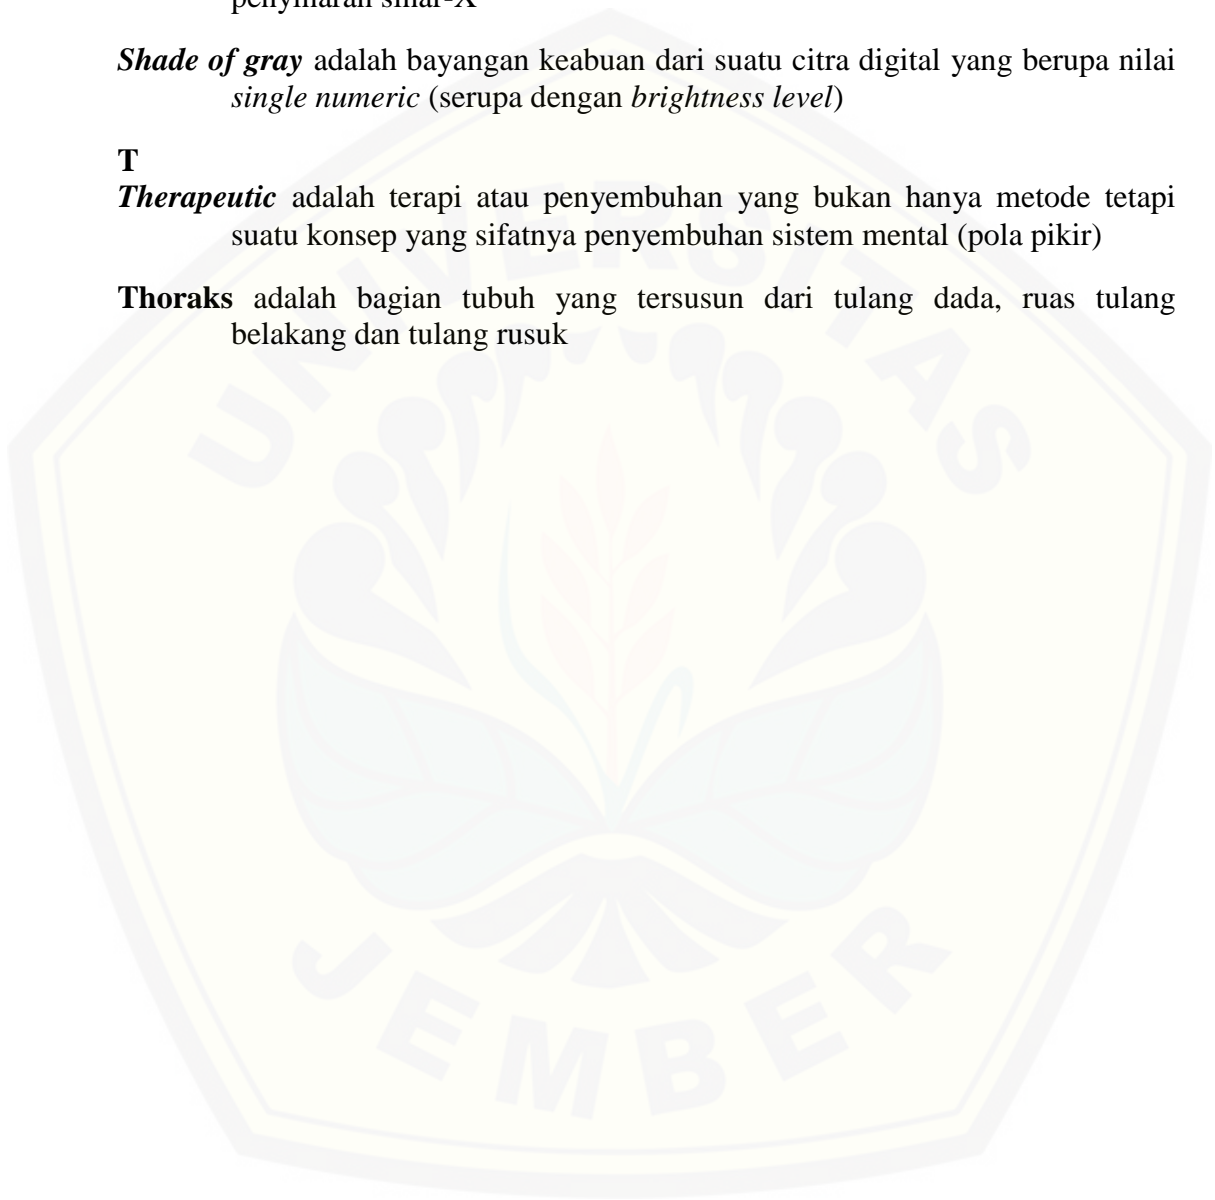 penyinaran sinar-X
Shade of gray adalah bayangan keabuan dari suatu citra digital yang berupa nilai
single numeric (serupa dengan brightness level)
T
Therapeutic adalah terapi atau penyembuhan yang bukan hanya metode tetapi
suatu konsep yang sifatnya penyembuhan sistem mental (pola pikir)
Thoraks adalah bagian tubuh yang tersusun dari tulang dada, ruas tulang
belakang dan tulang rusuk
UNIVERSITAS
JEMBER